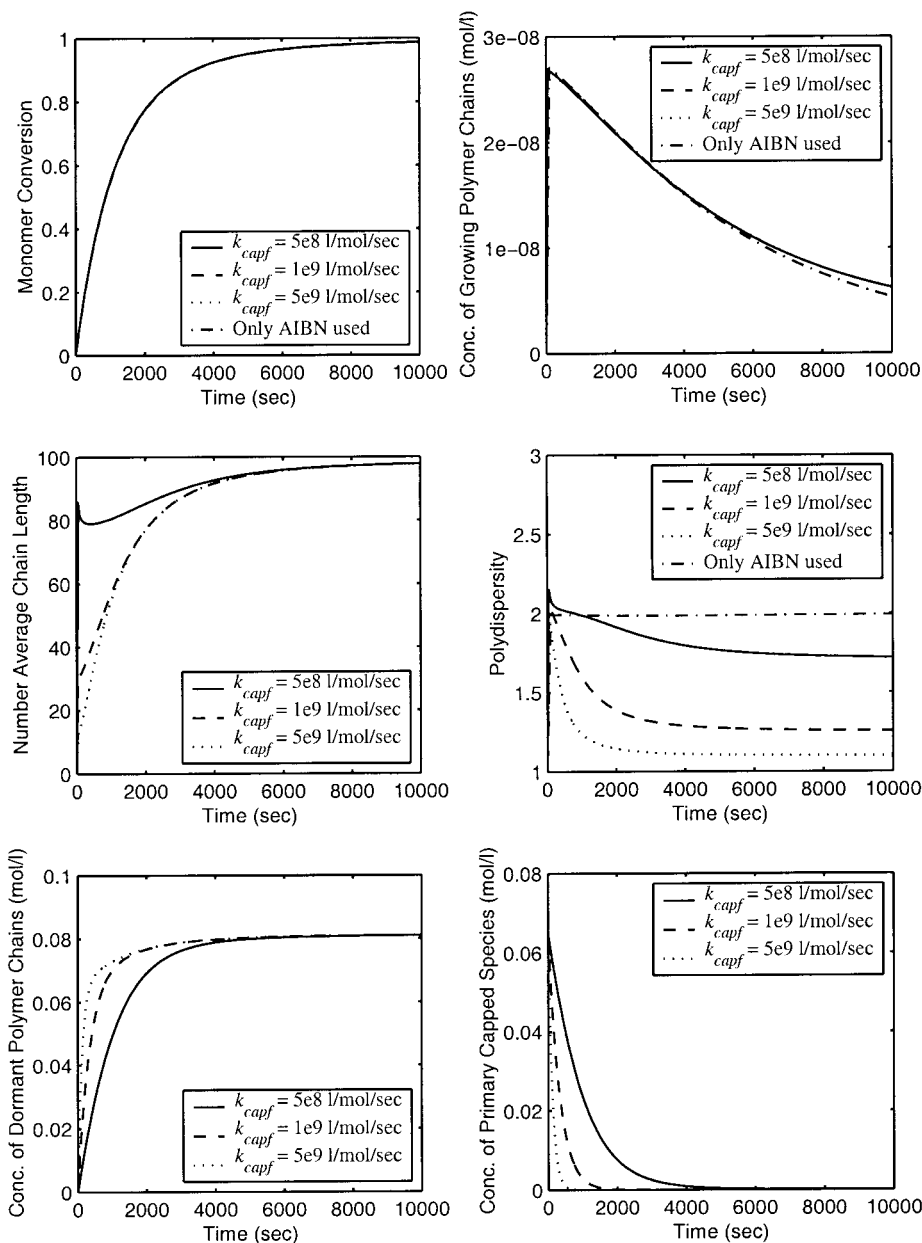 1
0.8
0.6
0.4
0.2
0
0 2000 4000 6000 8000 10000
Monomer Conversion
Time (sec)
k_capf = 5e8 l/mol/sec
k_capf = 1e9 l/mol/sec
k_capf = 5e9 l/mol/sec
Only AIBN used
3e−08
2e−08
1e−08
0
0 2000 4000 6000 8000 10000
Conc. of Growing Polymer Chains (mol/l)
Time (sec)
k_capf = 5e8 l/mol/sec
k_capf = 1e9 l/mol/sec
k_capf = 5e9 l/mol/sec
Only AIBN used
100
80
60
40
20
0
0 2000 4000 6000 8000 10000
Number Average Chain Length
Time (sec)
k_capf = 5e8 l/mol/sec
k_capf = 1e9 l/mol/sec
k_capf = 5e9 l/mol/sec
3
2.5
2
1.5
1
0 2000 4000 6000 8000 10000
Polydispersity
Time (sec)
k_capf = 5e8 l/mol/sec
k_capf = 1e9 l/mol/sec
k_capf = 5e9 l/mol/sec
Only AIBN used
0.1
0.08
0.06
0.04
0.02
0
0 2000 4000 6000 8000 10000
Conc. of Dormant Polymer Chains (mol/l)
Time (sec)
k_capf = 5e8 l/mol/sec
k_capf = 1e9 l/mol/sec
k_capf = 5e9 l/mol/sec
0.08
0.06
0.04
0.02
0
0 2000 4000 6000 8000 10000
Conc. of Primary Capped Species (mol/l)
Time (sec)
k_capf = 5e8 l/mol/sec
k_capf = 1e9 l/mol/sec
k_capf = 5e9 l/mol/sec